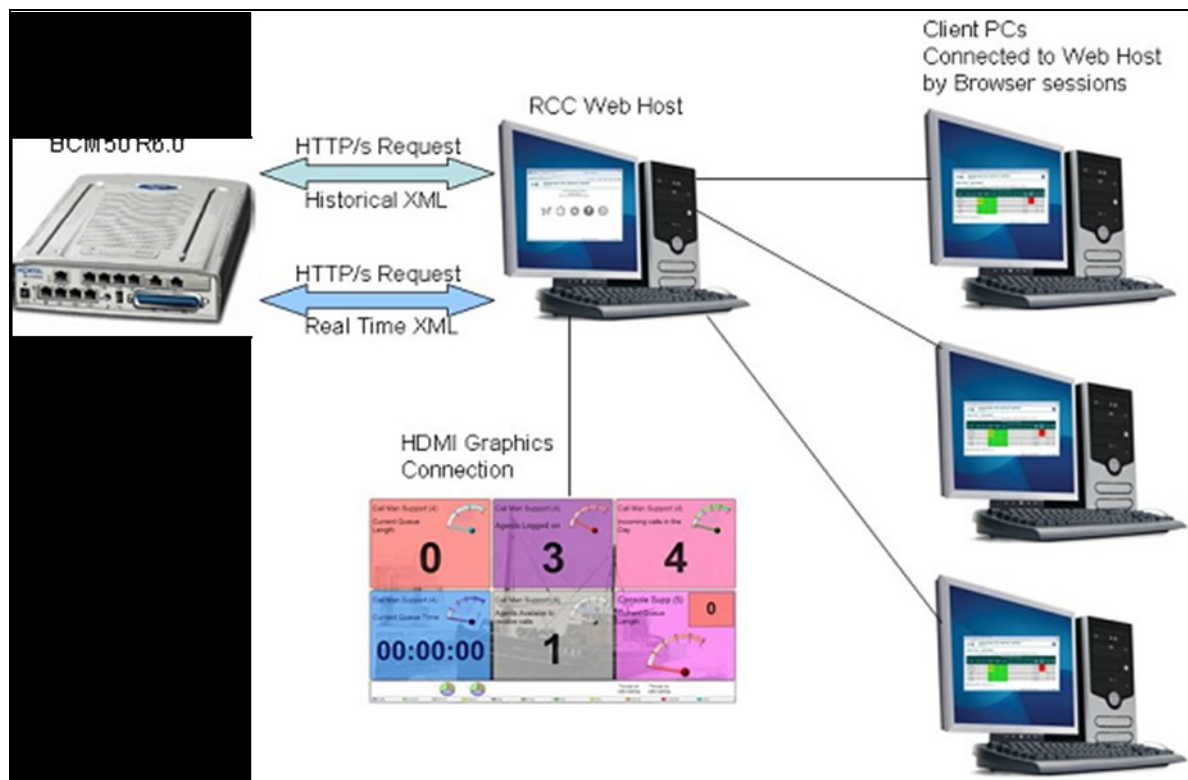 Client PCs
Connected to Web Host
by Browser sessions
RCC Web Host
BCM50 R6.0
HTTP/s Request
Historical XML
HTTP/s Request
Real Time XML
NORTEL
HDMI Graphics
Connection
Call Man Support (4)
Current Queue
Length
0
Call Man Support (4)
Agents Logged on
3
Call Man Support (4)
Incoming calls in the
Day
4
Call Man Support (4)
Current Queue Time
00:00:00
Call Man Support (4)
Agents Available to
receive calls
1
Console Supp (5)
Current Queue
Length
0